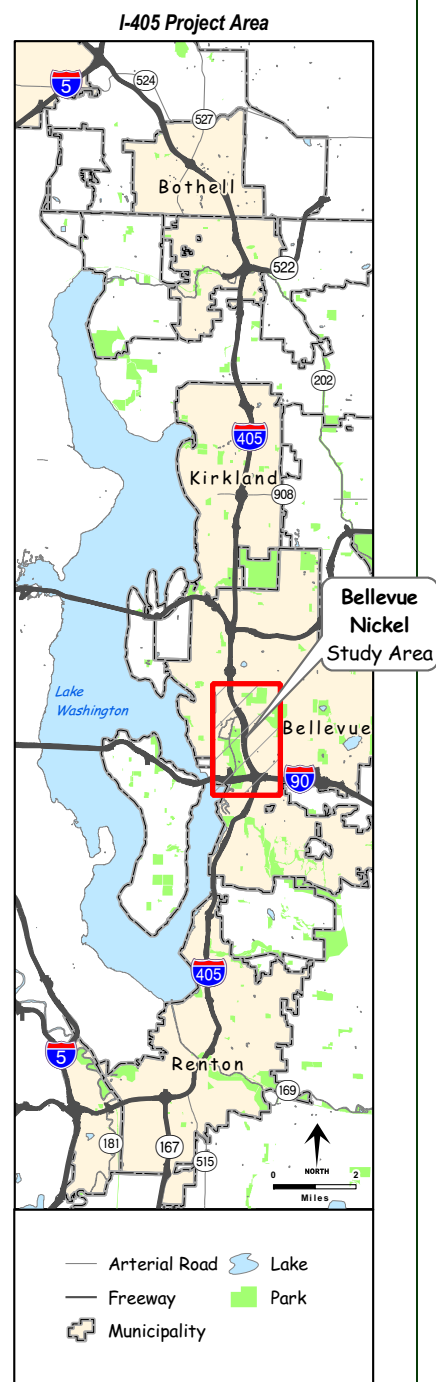 I-405 Project Area
5
524
527
Bothell
522
202
405
Kirkland
908
Bellevue
Nickel
Study Area
Lake
Washington
Bellevue
90
405
5
Renton
169
181
167
515
NORTH
0 2
Miles
Arterial Road
Lake
Freeway
Park
Municipality